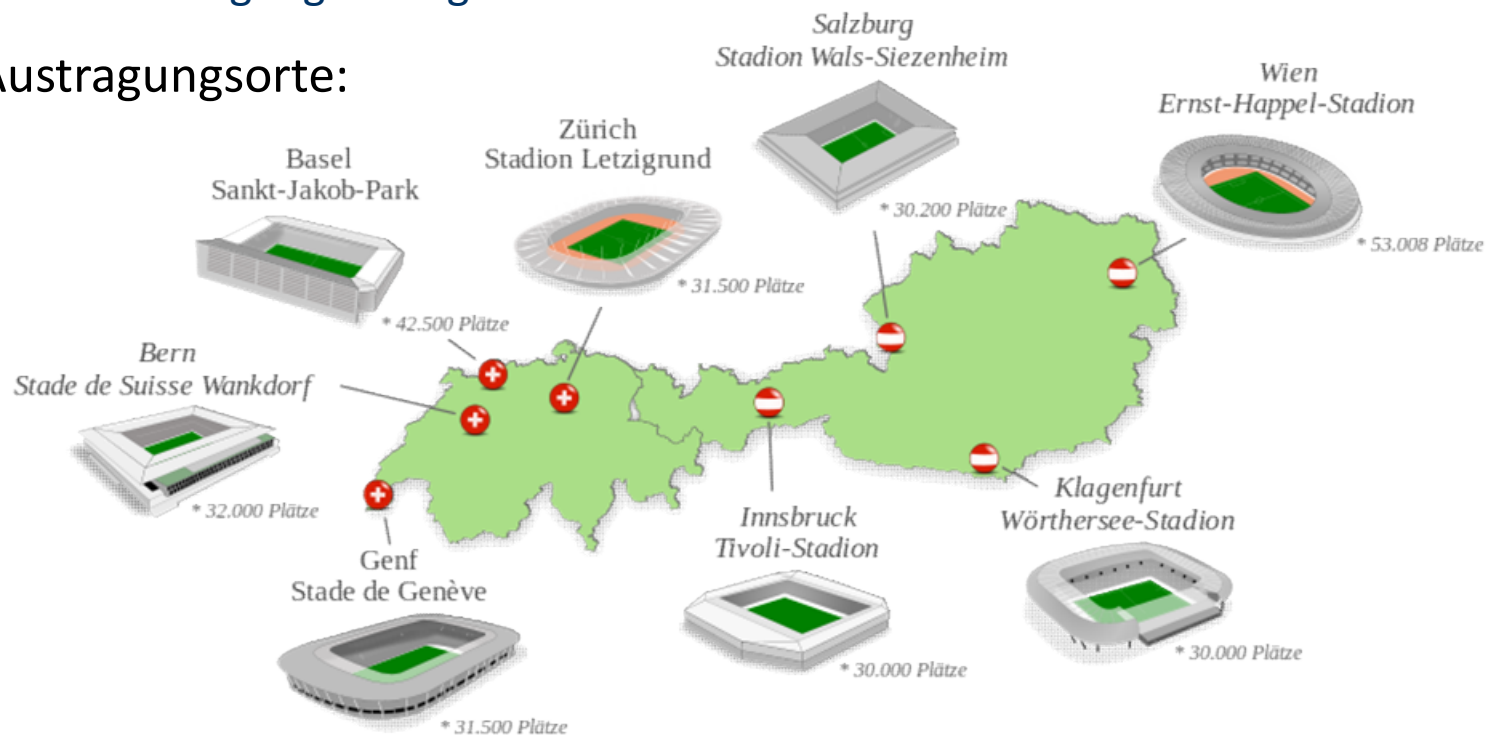 Austragungsorte:
Salzburg
Stadion Wals-Siezenheim
* 30.200 Plätze
Wien
Ernst-Happel-Stadion
* 53.008 Plätze
Zürich
Stadion Letzigrund
* 31.500 Plätze
Basel
Sankt-Jakob-Park
* 42.500 Plätze
Bern
Stade de Suisse Wankdorf
* 32.000 Plätze
Genf
Stade de Genève
* 31.500 Plätze
Innsbruck
Tivoli-Stadion
* 30.000 Plätze
Klagenfurt
Wörthersee-Stadion
* 30.000 Plätze